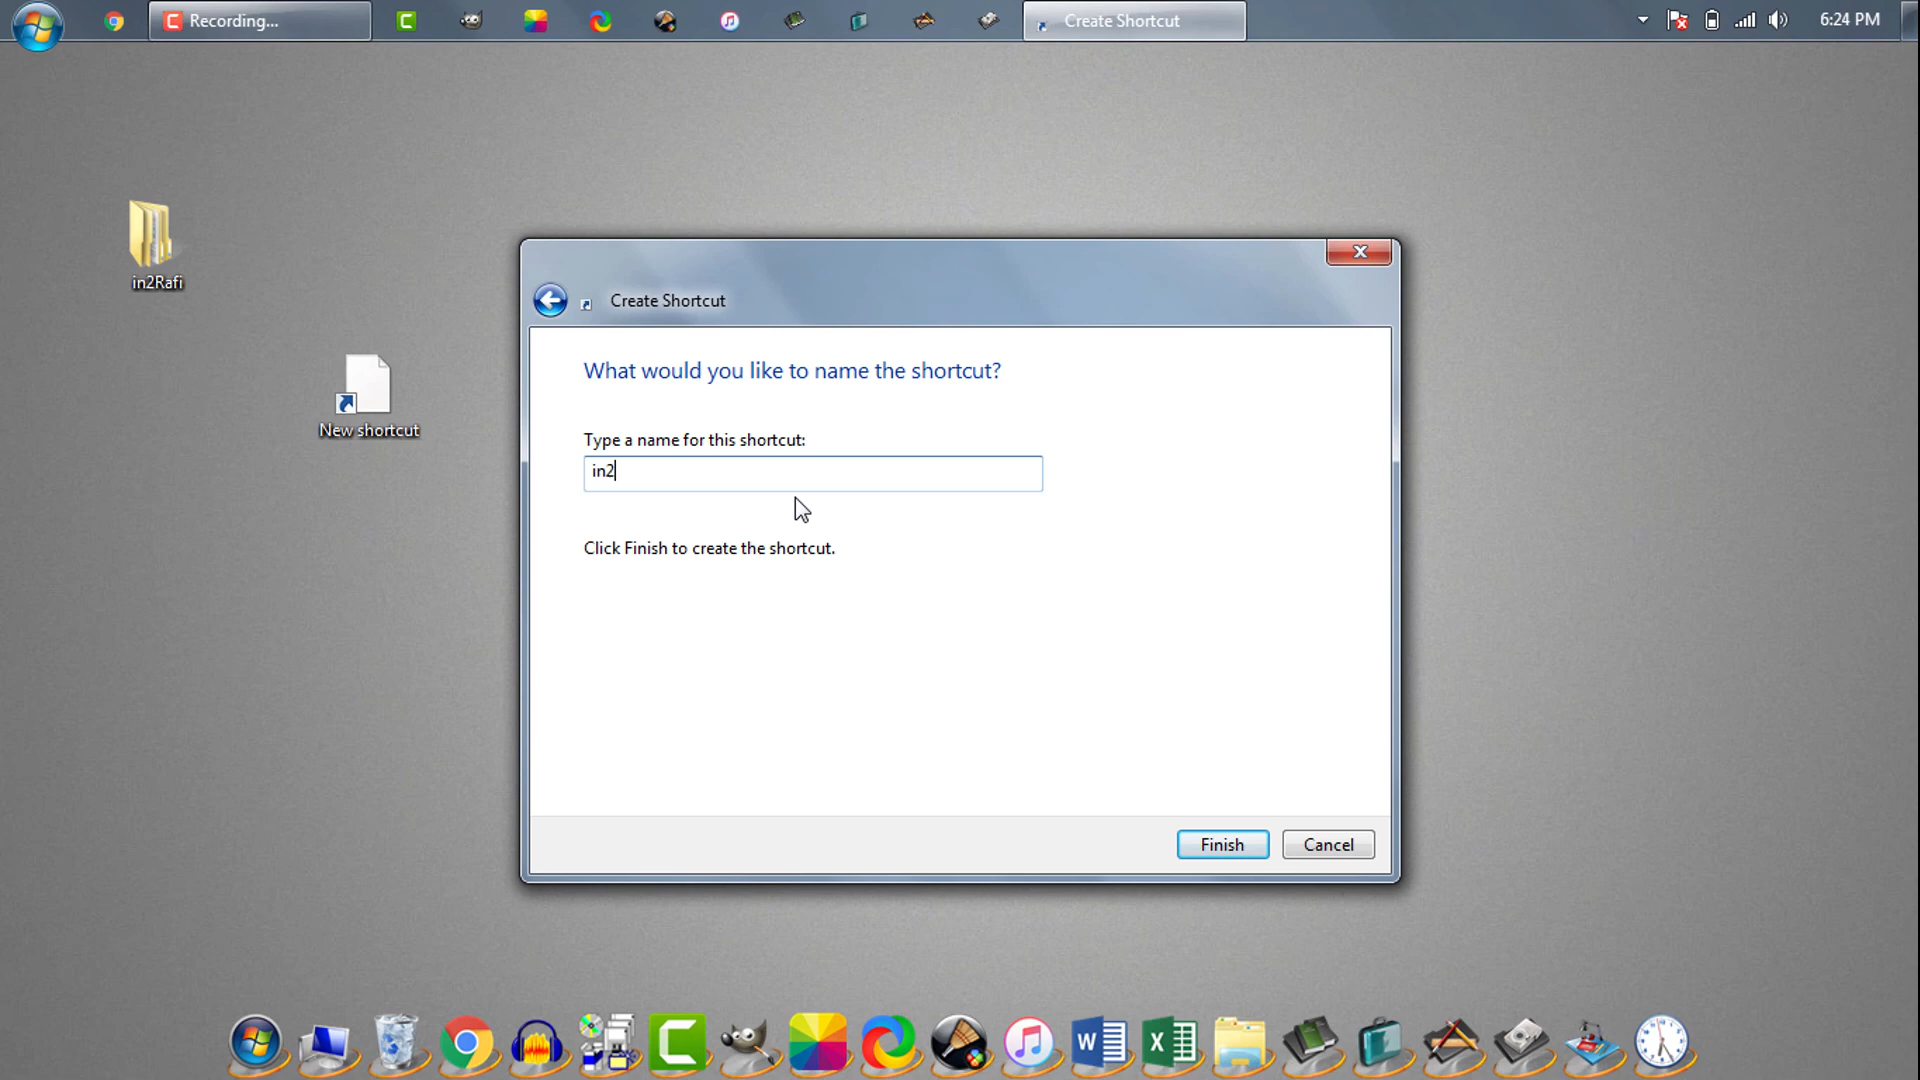 Recording...
Create Shortcut
6:24 PM
in2Rafi
New shortcut
Create Shortcut
What would you like to name the shortcut?
Type a name for this shortcut:
in2
Click Finish to create the shortcut.
Finish
Cancel